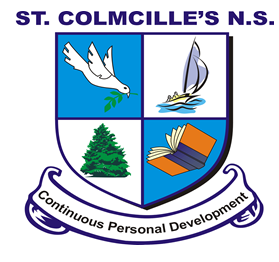 ST. COLMCILLE'S N.S.
Continuous Personal Development